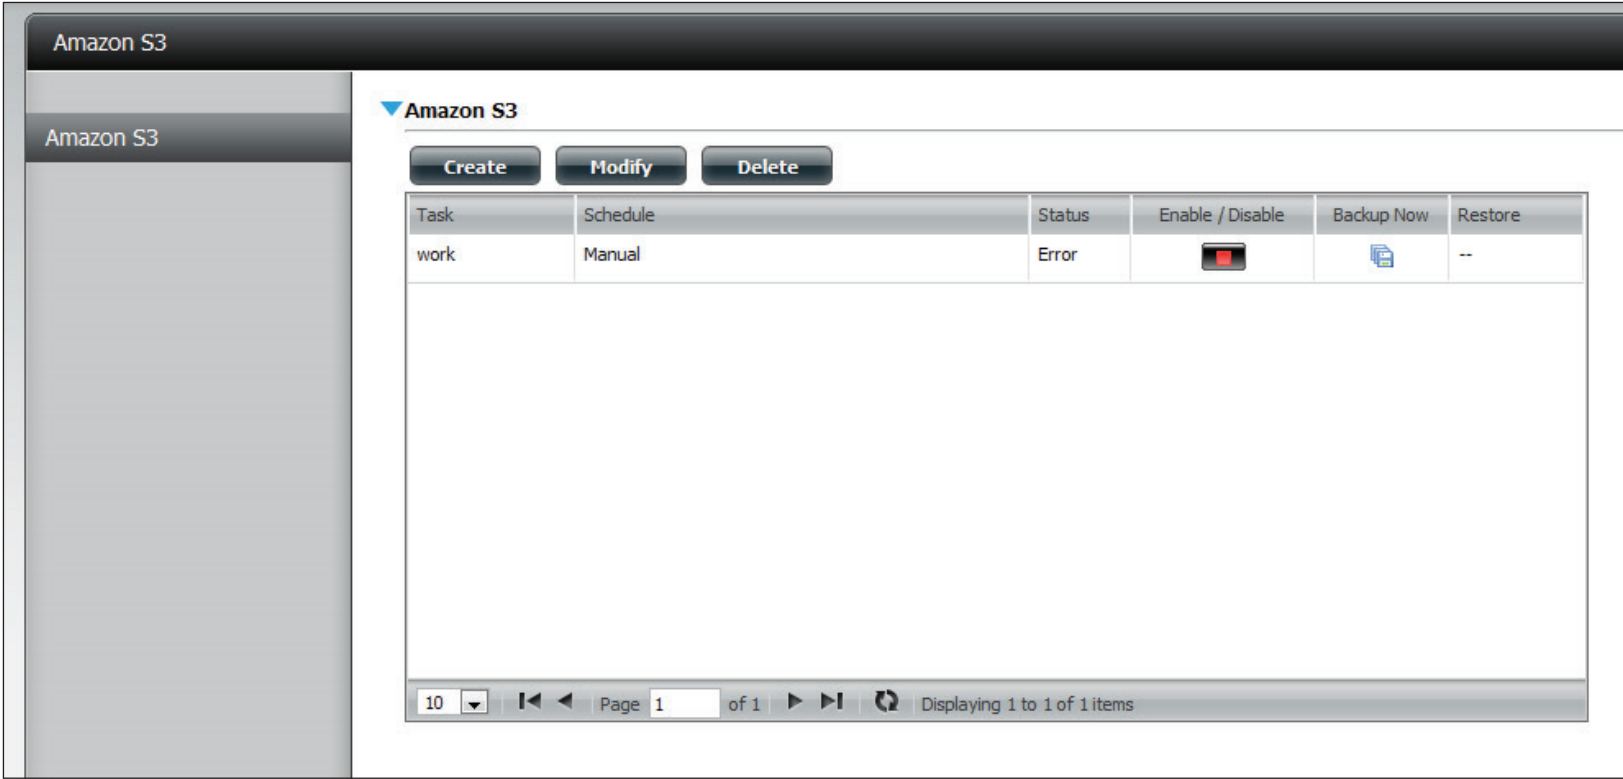 Amazon S3
Amazon S3
Amazon S3
Create Modify Delete
Task Schedule Status Enable / Disable Backup Now Restore
work Manual Error --
10 Page 1 of 1 Displaying 1 to 1 of 1 items